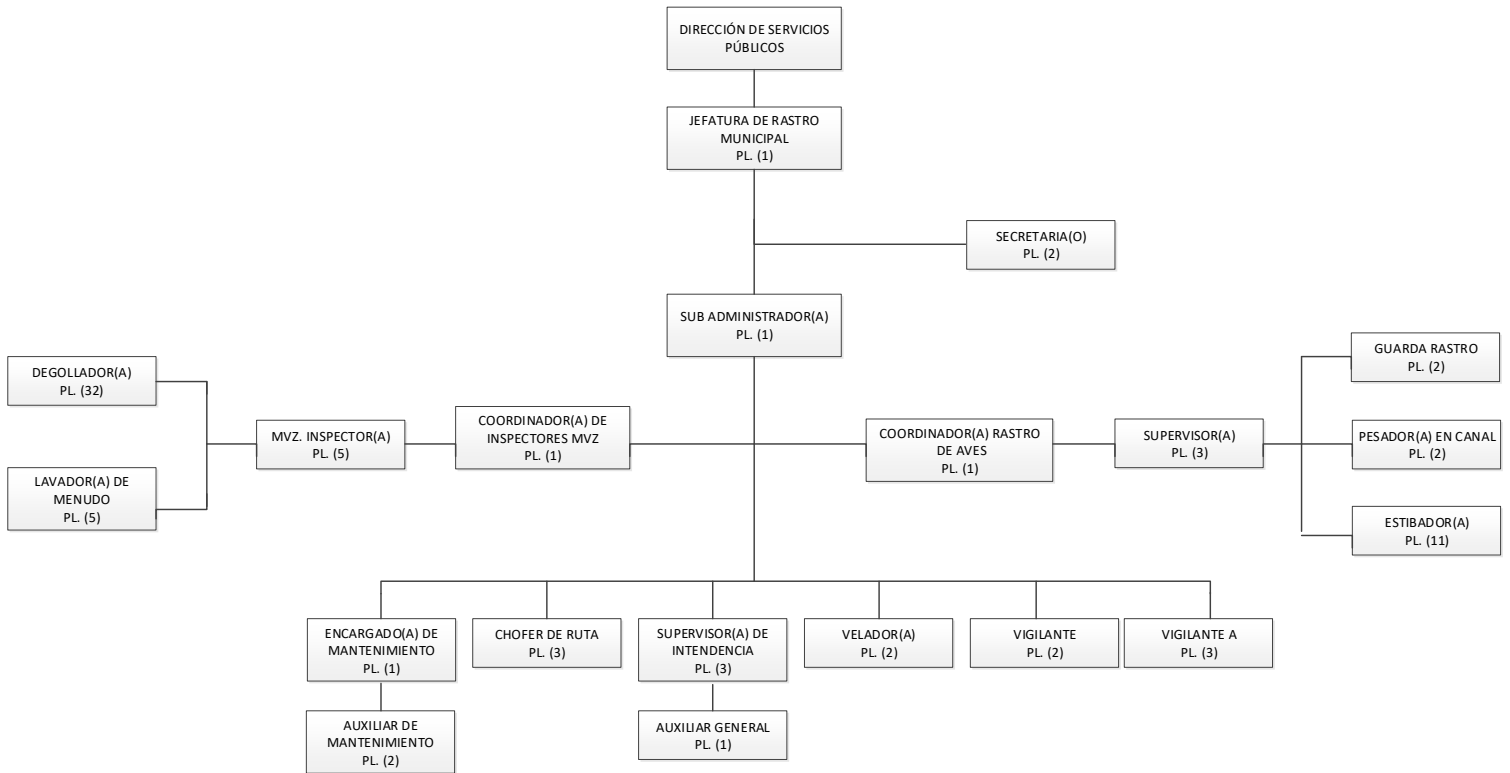 DIRECCIÓN DE SERVICIOS
PÚBLICOS
JEFATURA DE RASTRO
MUNICIPAL
PL. (1)
SECRETARIA(O)
PL. (2)
SUB ADMINISTRADOR(A)
PL. (1)
DEGOLLADOR(A)
PL. (32)
LAVADOR(A) DE
MENUDO
PL. (5)
MVZ. INSPECTOR(A)
PL. (5)
COORDINADOR(A) DE
INSPECTORES MVZ
PL. (1)
COORDINADOR(A) RASTRO
DE AVES
PL. (1)
SUPERVISOR(A)
PL. (3)
GUARDA RASTRO
PL. (2)
PESADOR(A) EN CANAL
PL. (2)
ESTIBADOR(A)
PL. (11)
ENCARGADO(A) DE
MANTENIMIENTO
PL. (1)
CHOFER DE RUTA
PL. (3)
SUPERVISOR(A) DE
INTENDENCIA
PL. (3)
VELADOR(A)
PL. (2)
VIGILANTE
PL. (2)
VIGILANTE A
PL. (3)
AUXILIAR DE
MANTENIMIENTO
PL. (2)
AUXILIAR GENERAL
PL. (1)